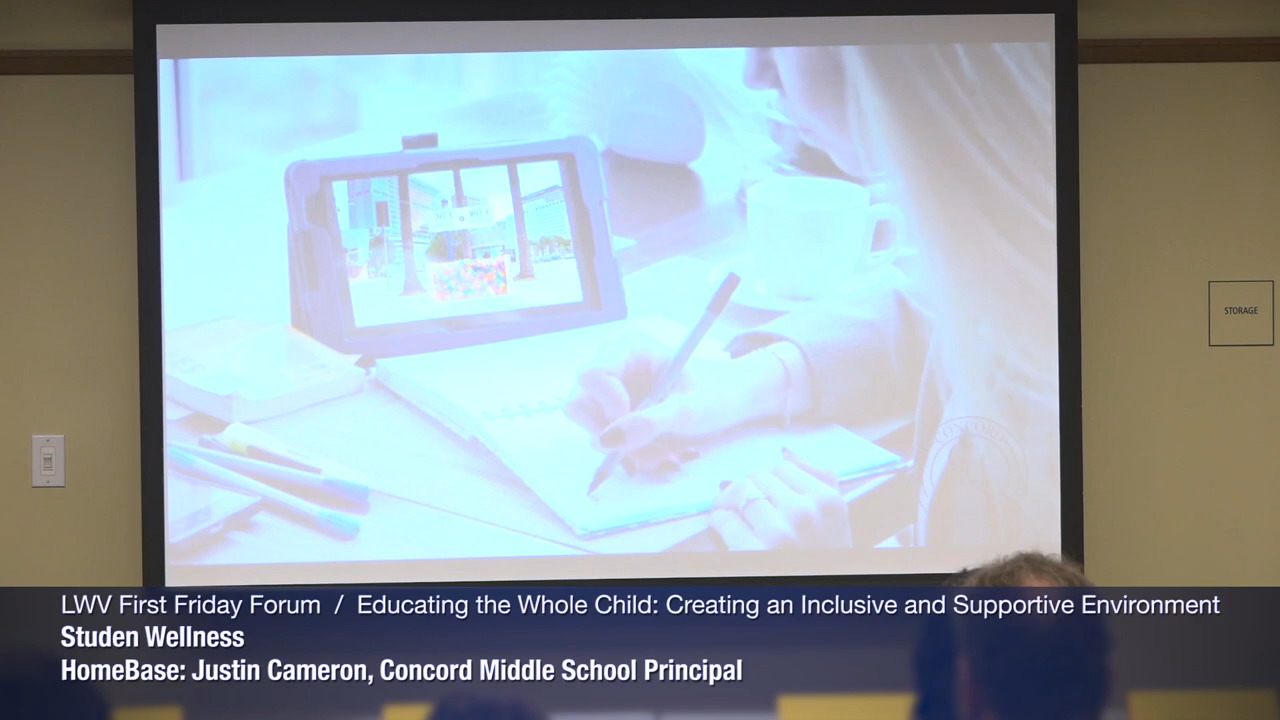 CONCORD
STORAGE
LWV First Friday Forum / Educating the Whole Child: Creating an Inclusive and Supportive Environment
Studen Wellness
HomeBase: Justin Cameron, Concord Middle School Principal